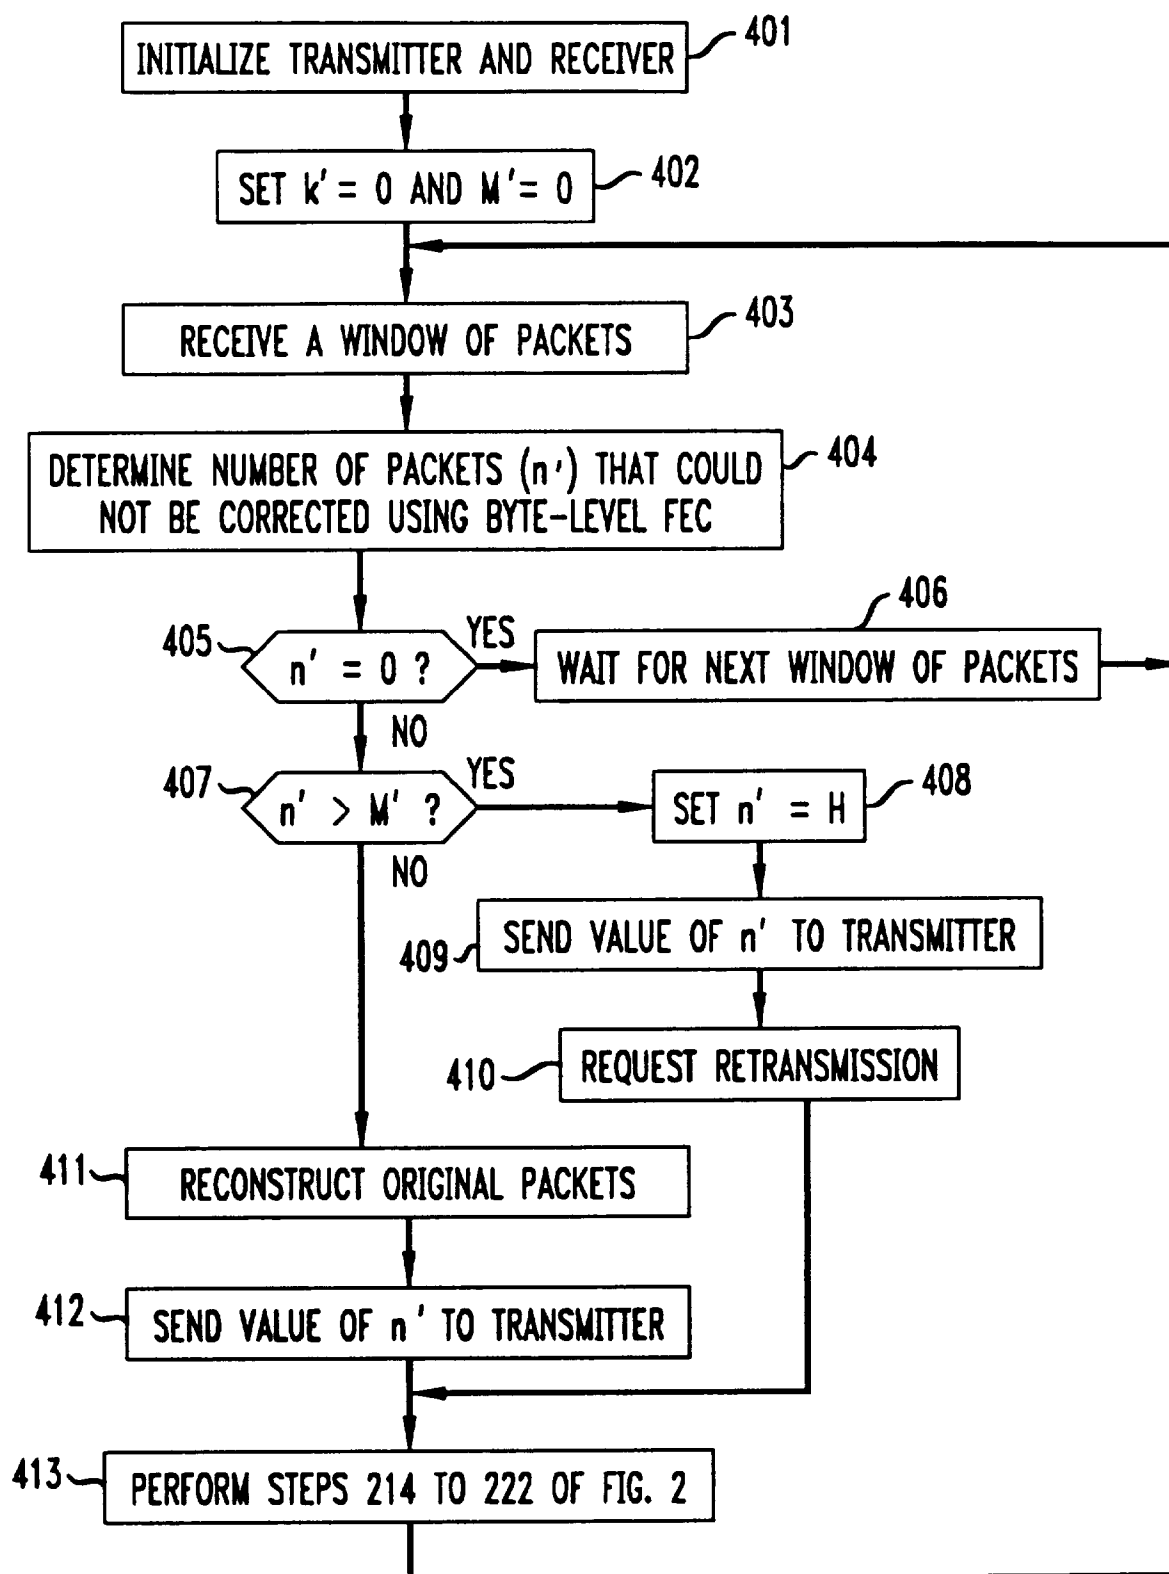 401
INITIALIZE TRANSMITTER AND RECEIVER
SET k' = 0 AND M' = 0
402
403
RECEIVE A WINDOW OF PACKETS
404
DETERMINE NUMBER OF PACKETS (n') THAT COULD
NOT BE CORRECTED USING BYTE-LEVEL FEC
406
405
n' = 0 ?
YES
WAIT FOR NEXT WINDOW OF PACKETS
NO
407
n' > M' ?
YES
SET n' = H
408
NO
SEND VALUE OF n' TO TRANSMITTER
409
REQUEST RETRANSMISSION
410
411
RECONSTRUCT ORIGINAL PACKETS
412
SEND VALUE OF n' TO TRANSMITTER
413
PERFORM STEPS 214 TO 222 OF FIG. 2